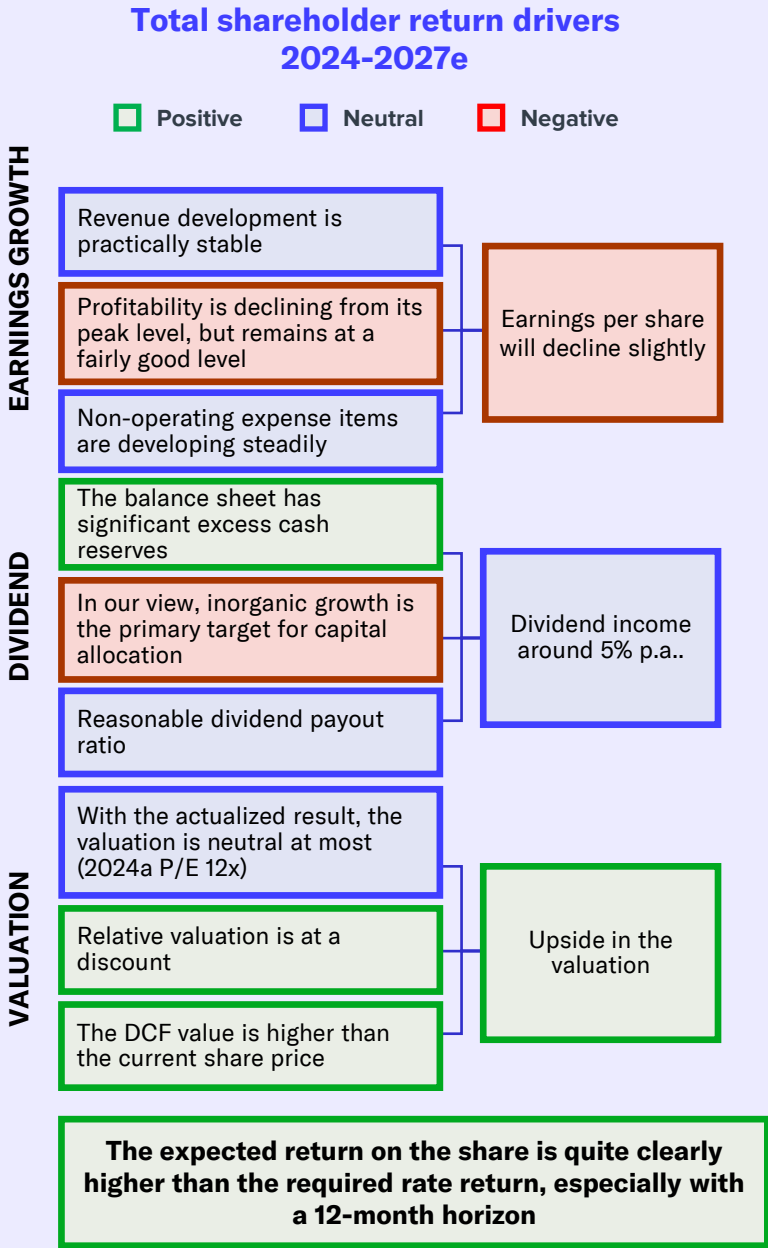 Total shareholder return drivers
2024-2027e
Positive
Neutral
Negative
EARNINGS GROWTH
Revenue development is
practically stable
Profitability is declining from its
peak level, but remains at a
fairly good level
Non-operating expense items
are developing steadily
Earnings per share
will decline slightly
DIVIDEND
The balance sheet has
significant excess cash
reserves
In our view, inorganic growth is
the primary target for capital
allocation
Reasonable dividend payout
ratio
Dividend income
around 5% p.a..
VALUATION
With the actualized result, the
valuation is neutral at most
(2024a P/E 12x)
Relative valuation is at a
discount
The DCF value is higher than
the current share price
Upside in the
valuation
The expected return on the share is quite clearly
higher than the required rate return, especially with
a 12-month horizon